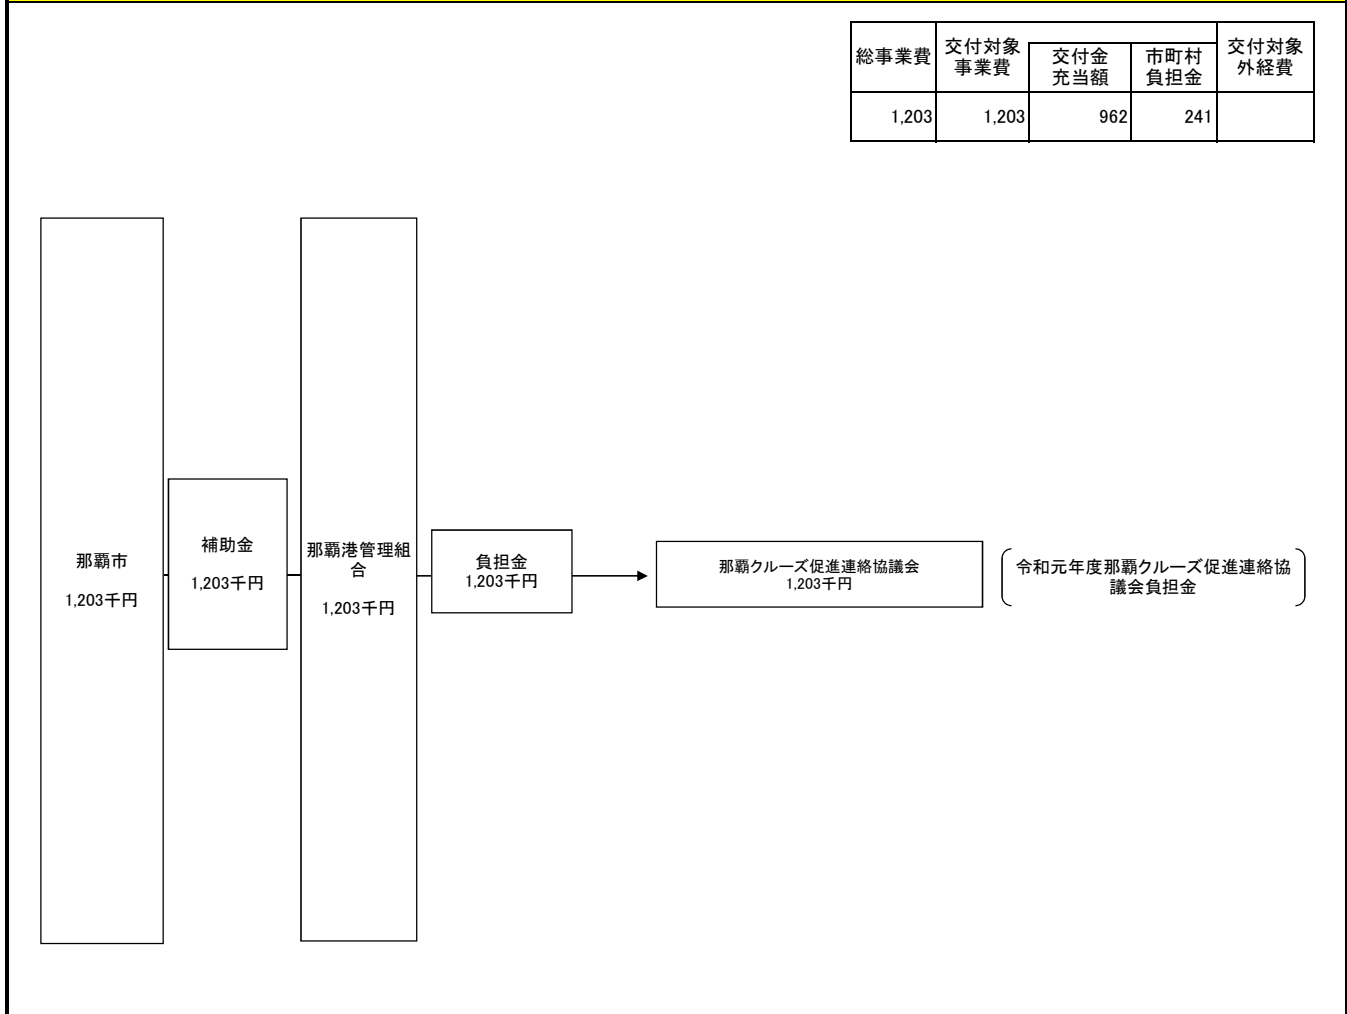 総事業費
交付対象
事業費
交付金
充当額
市町村
負担金
交付対象
外経費
1,203
1,203
962
241
那覇市
1,203千円
補助金
1,203千円
那覇港管理組
合
1,203千円
負担金
1,203千円
那覇クルーズ促進連絡協議会
1,203千円
令和元年度那覇クルーズ促進連絡協
議会負担金